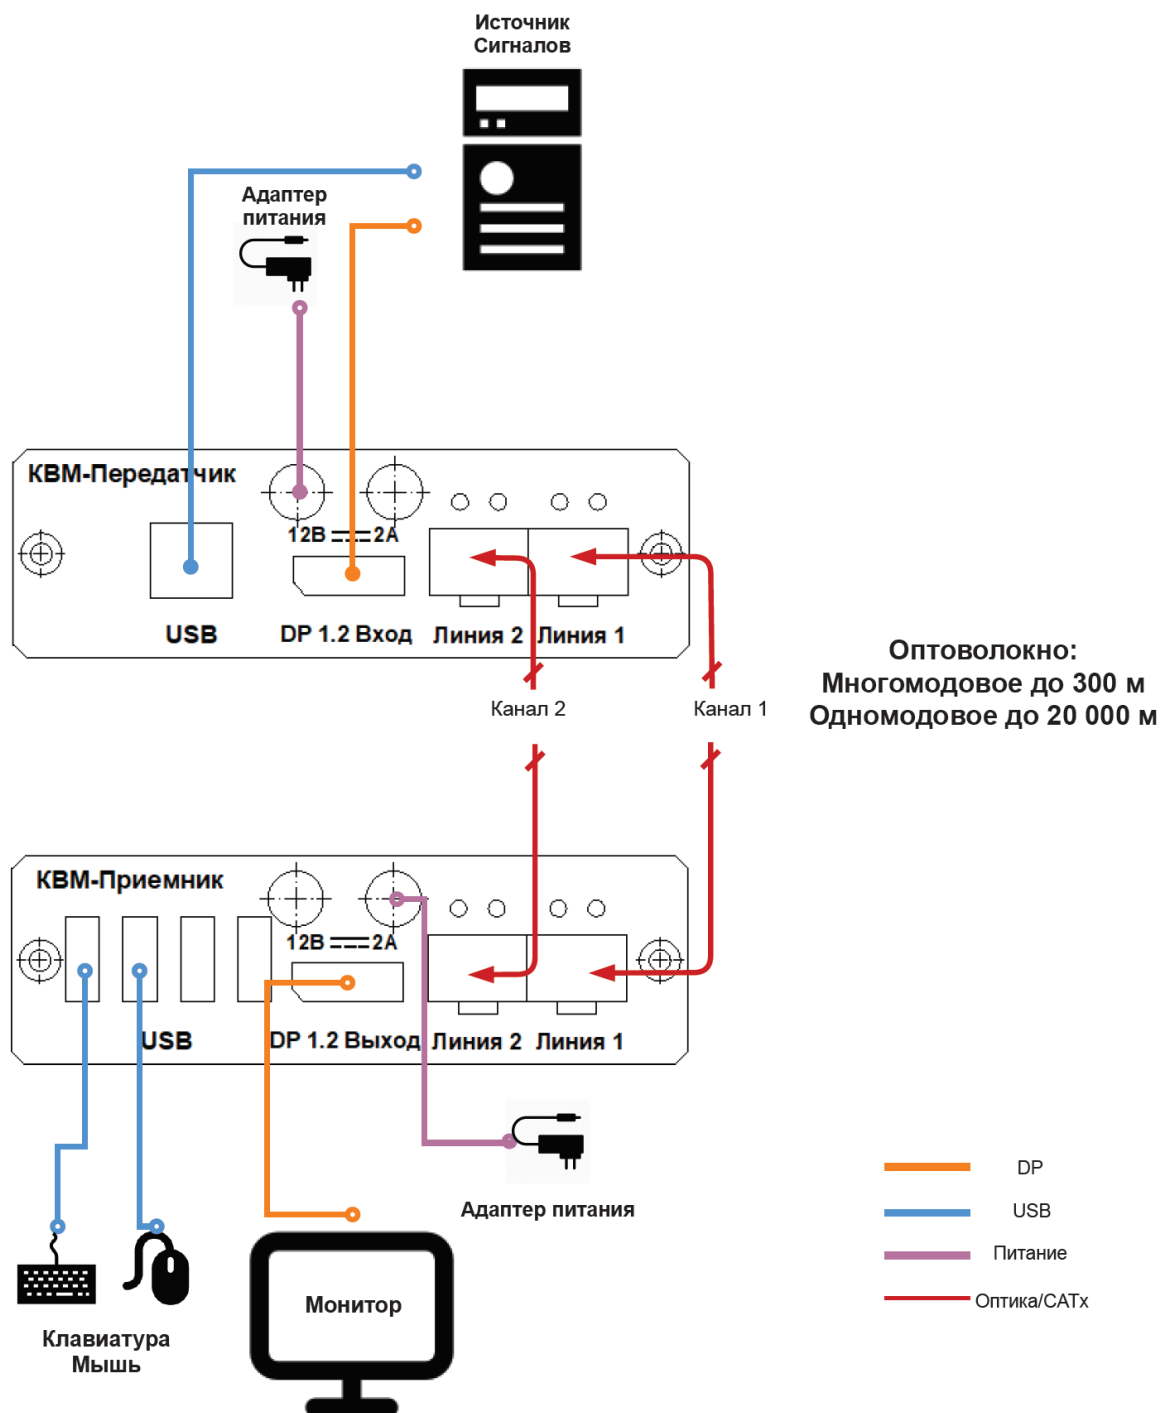 Источник
Сигналов
Адаптер
питания
КВМ-Передатчик
12В 2А
USB
DP 1.2 Вход
Линия 2
Линия 1
Оптоволокно:
Многомодовое до 300 м
Одномодовое до 20 000 м
Канал 2
Канал 1
КВМ-Приемник
12В 2А
USB
DP 1.2 Выход
Линия 2
Линия 1
Адаптер питания
Клавиатура
Мышь
Монитор
DP
USB
Питание
Оптика/CATx